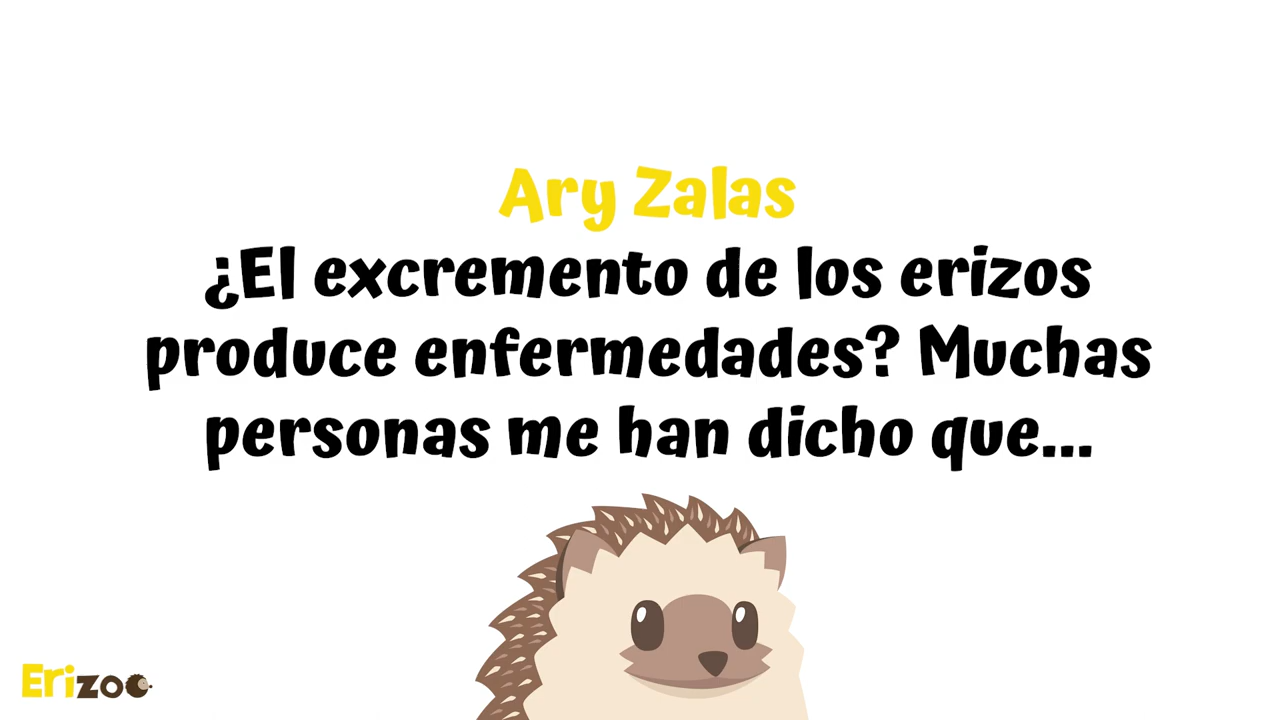 Ary Zalas
¿El excremento de los erizos
produce enfermedades? Muchas
personas me han dicho que...
Erizoo